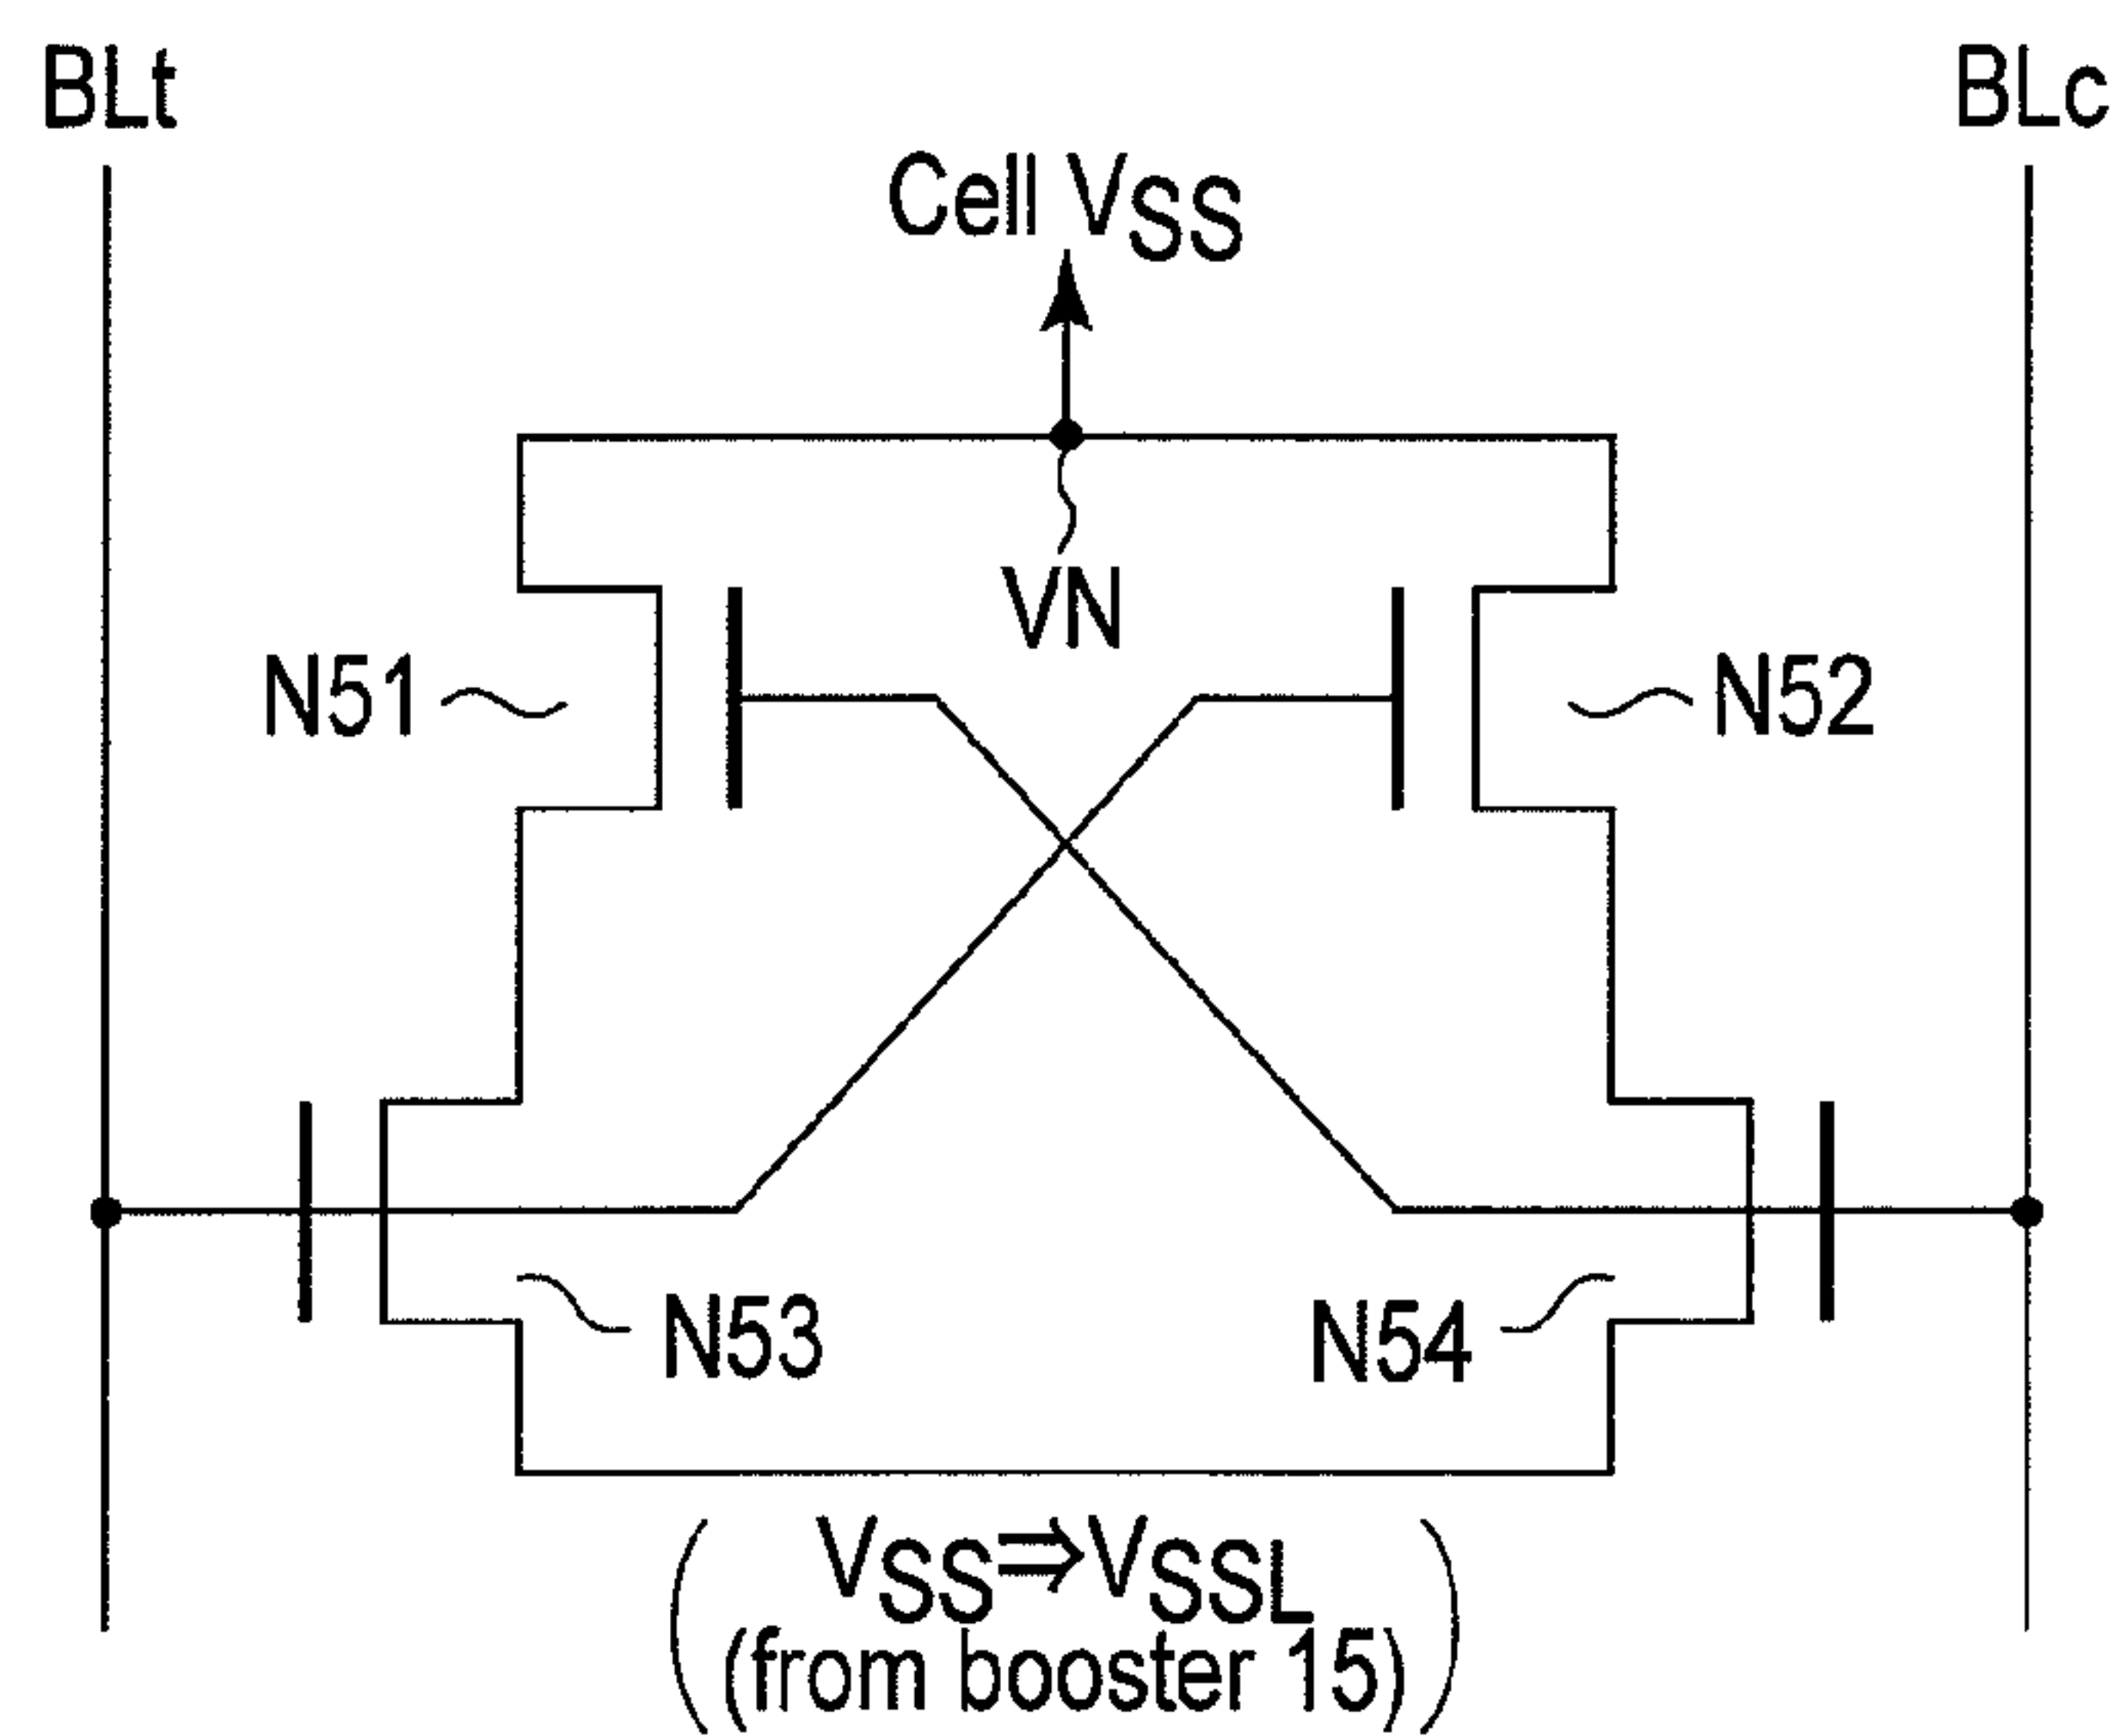 BLt
BLc
Cell VSS
VN
N51
N52
N53
N54
VSS⇒VSSL
(from booster 15)